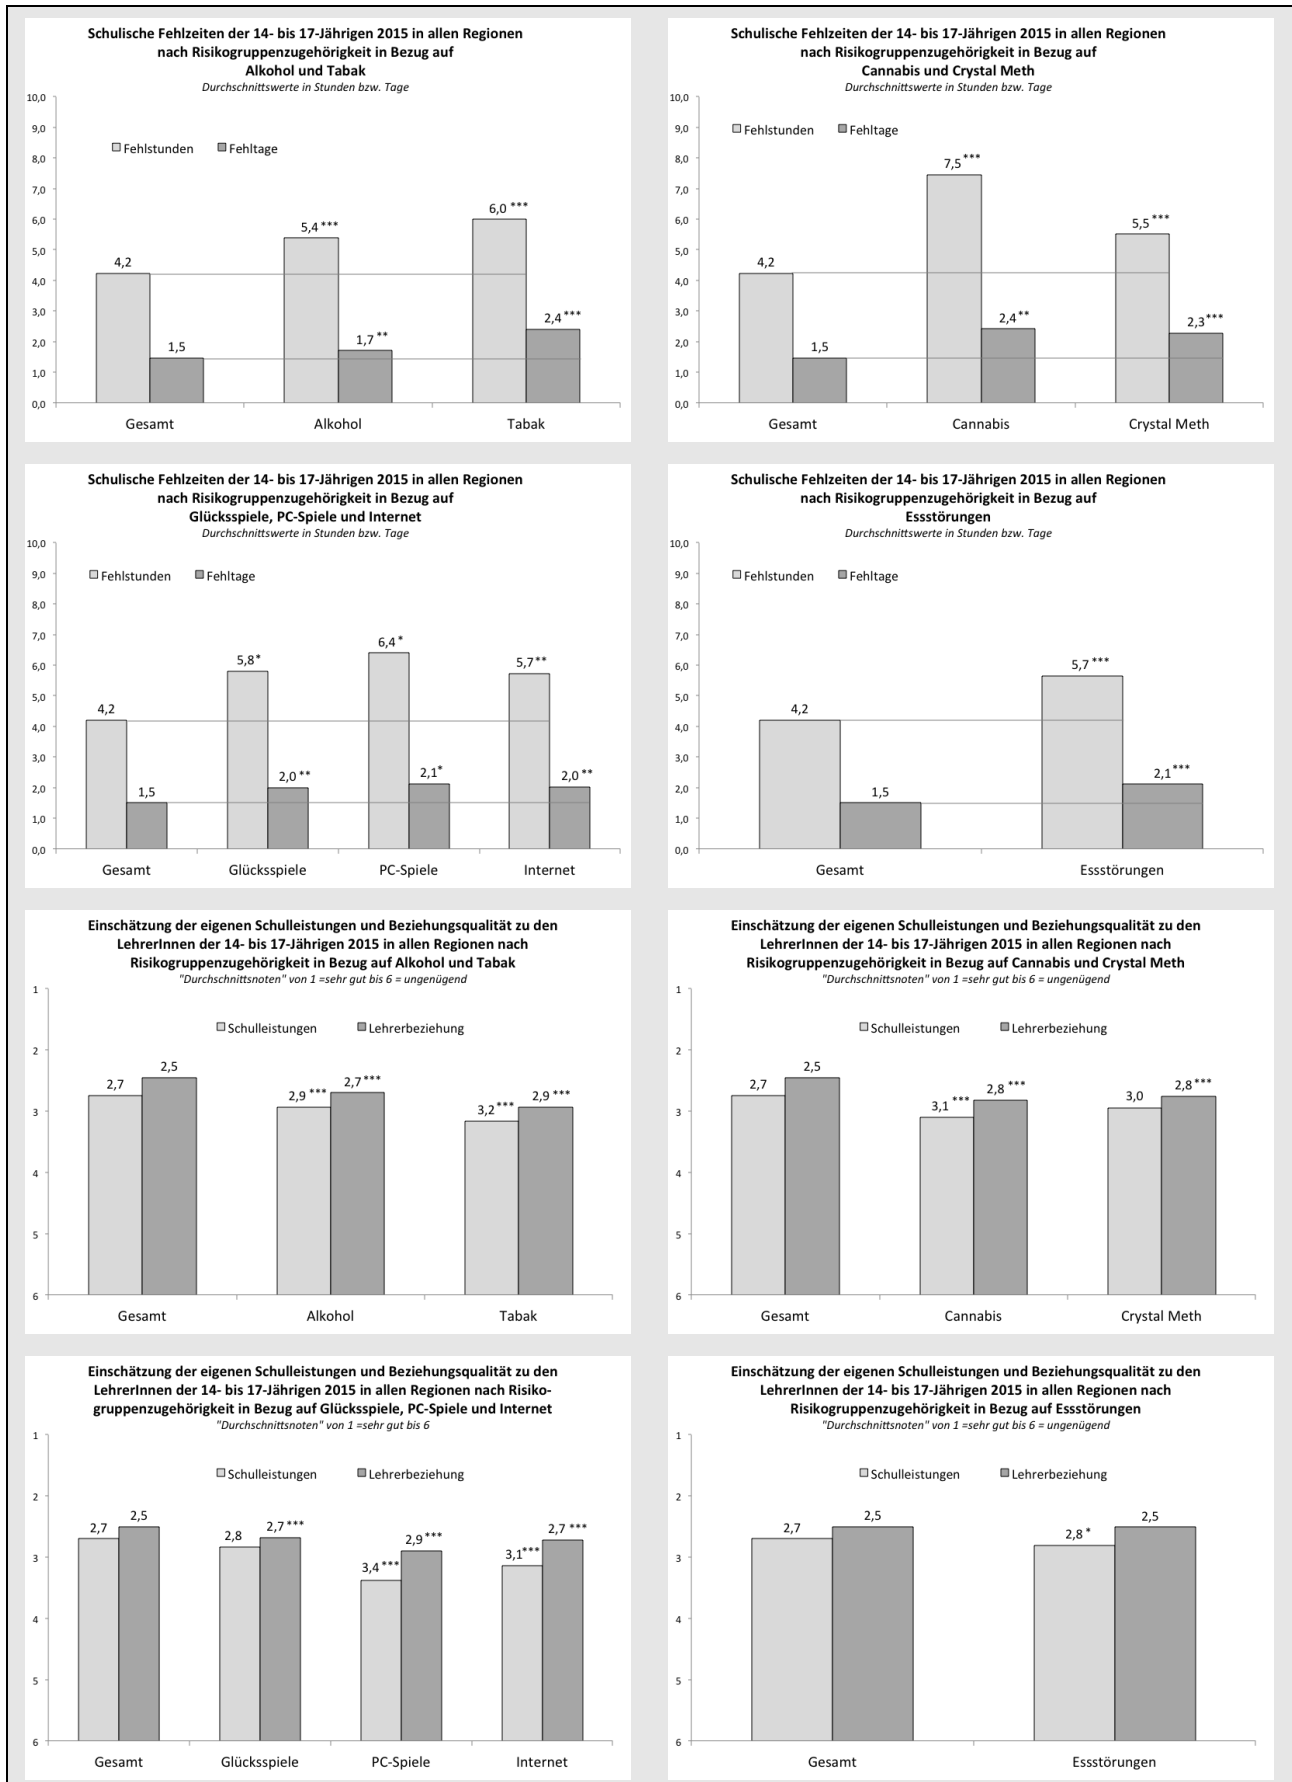 Schulische Fehlzeiten der 14- bis 17-Jährigen 2015 in allen Regionen
nach Risikogruppenzugehörigkeit in Bezug auf
Alkohol und Tabak
Durchschnittswerte in Stunden bzw. Tage
10,0
9,0
8,0
7,0
6,0
5,0
4,0
3,0
2,0
1,0
0,0
Fehlstunden Fehltage
4,2
1,5
5,4 ***
1,7 **
6,0 ***
2,4 ***
Gesamt Alkohol Tabak
Schulische Fehlzeiten der 14- bis 17-Jährigen 2015 in allen Regionen
nach Risikogruppenzugehörigkeit in Bezug auf
Cannabis und Crystal Meth
Durchschnittswerte in Stunden bzw. Tage
10,0
9,0
8,0
7,0
6,0
5,0
4,0
3,0
2,0
1,0
0,0
Fehlstunden Fehltage
4,2
1,5
7,5 ***
2,4 **
5,5 ***
2,3 ***
Gesamt Cannabis Crystal Meth
Schulische Fehlzeiten der 14- bis 17-Jährigen 2015 in allen Regionen
nach Risikogruppenzugehörigkeit in Bezug auf
Glücksspiele, PC-Spiele und Internet
Durchschnittswerte in Stunden bzw. Tage
10,0
9,0
8,0
7,0
6,0
5,0
4,0
3,0
2,0
1,0
0,0
Fehlstunden Fehltage
4,2
1,5
5,8 *
2,0 **
6,4 *
2,1 *
5,7 **
2,0 **
Gesamt Glücksspiele PC-Spiele Internet
Schulische Fehlzeiten der 14- bis 17-Jährigen 2015 in allen Regionen
nach Risikogruppenzugehörigkeit in Bezug auf
Essstörungen
Durchschnittswerte in Stunden bzw. Tage
10,0
9,0
8,0
7,0
6,0
5,0
4,0
3,0
2,0
1,0
0,0
Fehlstunden Fehltage
4,2
1,5
5,7 ***
2,1 ***
Gesamt Essstörungen
Einschätzung der eigenen Schulleistungen und Beziehungsqualität zu den
LehrerInnen der 14- bis 17-Jährigen 2015 in allen Regionen nach
Risikogruppenzugehörigkeit in Bezug auf Alkohol und Tabak
"Durchschnittsnoten" von 1 =sehr gut bis 6 = ungenügend
1
2
3
4
5
6
Schulleistungen Lehrerbeziehung
2,7
2,5
2,9 ***
2,7 ***
3,2 ***
2,9 ***
Gesamt Alkohol Tabak
Einschätzung der eigenen Schulleistungen und Beziehungsqualität zu den
LehrerInnen der 14- bis 17-Jährigen 2015 in allen Regionen nach
Risikogruppenzugehörigkeit in Bezug auf Cannabis und Crystal Meth
"Durchschnittsnoten" von 1 =sehr gut bis 6 = ungenügend
1
2
3
4
5
6
Schulleistungen Lehrerbeziehung
2,7
2,5
3,1 ***
2,8 ***
3,0
2,8 ***
Gesamt Cannabis Crystal Meth
Einschätzung der eigenen Schulleistungen und Beziehungsqualität zu den
LehrerInnen der 14- bis 17-Jährigen 2015 in allen Regionen nach Risiko-
gruppenzugehörigkeit in Bezug auf Glücksspiele, PC-Spiele und Internet
"Durchschnittsnoten" von 1 =sehr gut bis 6
1
2
3
4
5
6
Schulleistungen Lehrerbeziehung
2,7
2,5
2,8
2,7 ***
3,4 ***
2,9 ***
3,1 ***
2,7 ***
Gesamt Glücksspiele PC-Spiele Internet
Einschätzung der eigenen Schulleistungen und Beziehungsqualität zu den
LehrerInnen der 14- bis 17-Jährigen 2015 in allen Regionen nach
Risikogruppenzugehörigkeit in Bezug auf Essstörungen
"Durchschnittsnoten" von 1 =sehr gut bis 6 = ungenügend
1
2
3
4
5
6
Schulleistungen Lehrerbeziehung
2,7
2,5
2,8 *
2,5
Gesamt Essstörungen